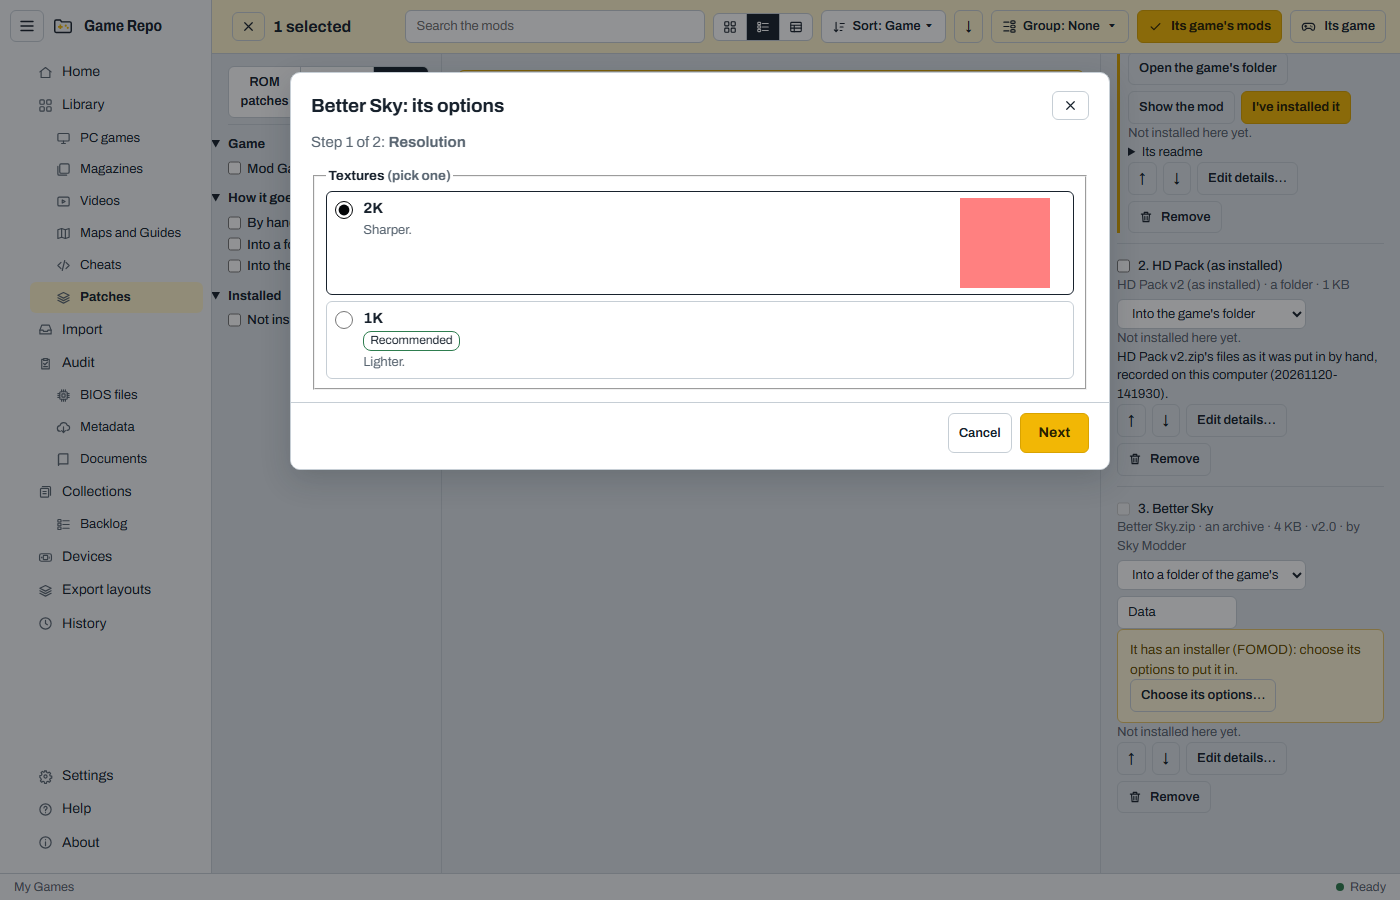 Game Repo
1 selected
Search the mods
Sort: Game
↓
Group: None
Its game's mods
Its game
Home
Library
PC games
Magazines
Videos
Maps and Guides
Cheats
Patches
Import
Audit
BIOS files
Metadata
Documents
Collections
Backlog
Devices
Export layouts
History
Settings
Help
About
ROM
patches
Game
How it
Installed
Better Sky: its options
Step 1 of 2: Resolution
Textures (pick one)
2K
Sharper.
1K
Recommended
Lighter.
Cancel
Next
Open the game's folder
Show the mod
I've installed it
Not installed here yet.
Its readme
↑
↓
Edit details...
Remove
2. HD Pack (as installed)
HD Pack v2 (as installed) · a folder · 1 KB
Into the game's folder
Not installed here yet.
HD Pack v2.zip's files as it was put in by hand,
recorded on this computer (20261120-
141930).
↑
↓
Edit details...
Remove
3. Better Sky
Better Sky.zip · an archive · 4 KB · v2.0 · by
Sky Modder
Into a folder of the game's
Data
It has an installer (FOMOD): choose its
options to put it in.
Choose its options...
Not installed here yet.
↑
↓
Edit details...
Remove
My Games
Ready